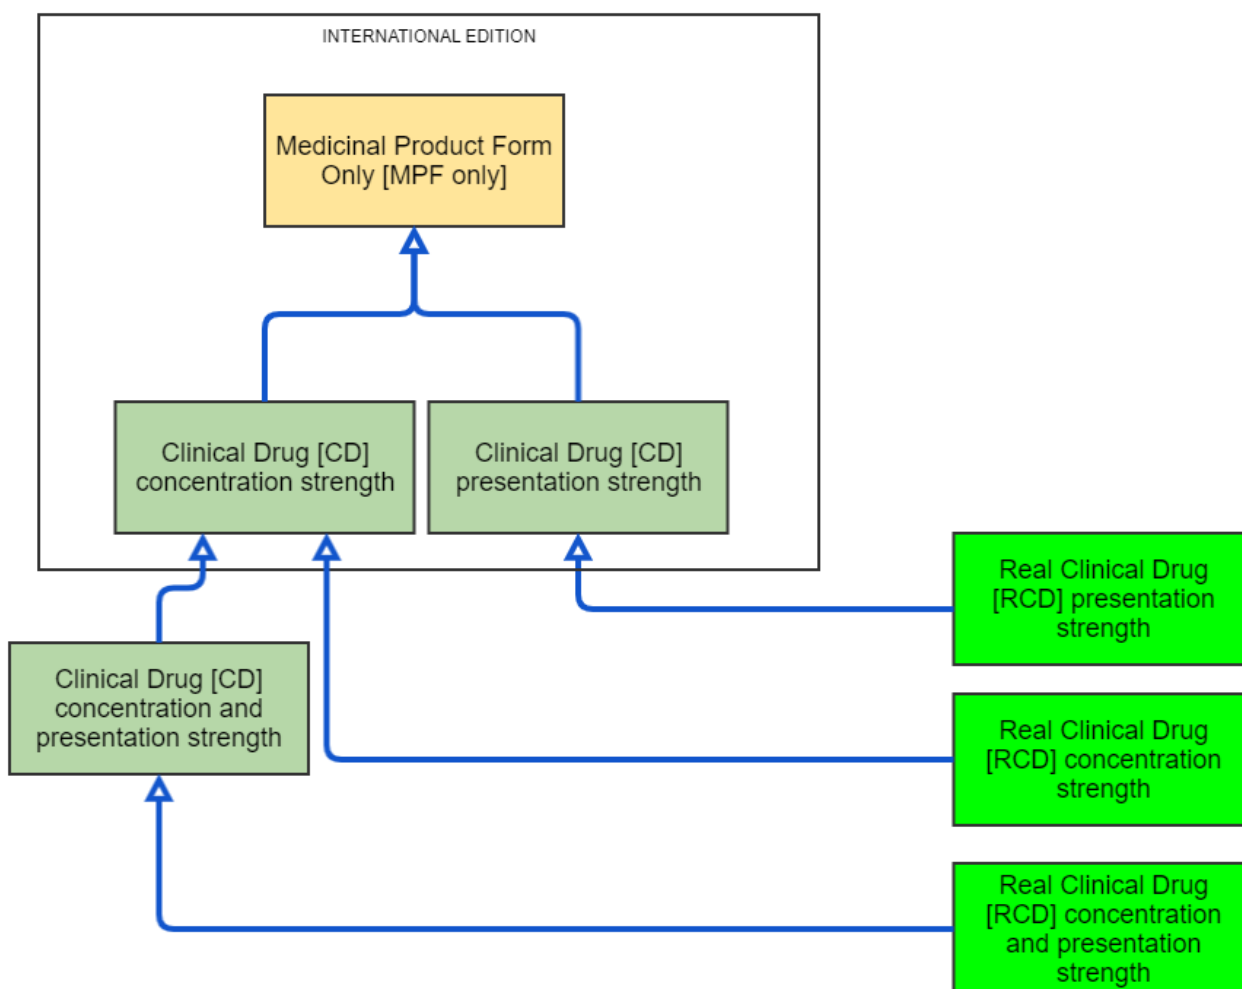 INTERNATIONAL EDITION
Medicinal Product Form
Only [MPF only]
Clinical Drug [CD]
concentration strength
Clinical Drug [CD]
presentation strength
Real Clinical Drug
[RCD] presentation
strength
Clinical Drug [CD]
concentration and
presentation strength
Real Clinical Drug
[RCD] concentration
strength
Real Clinical Drug
[RCD] concentration
and presentation
strength